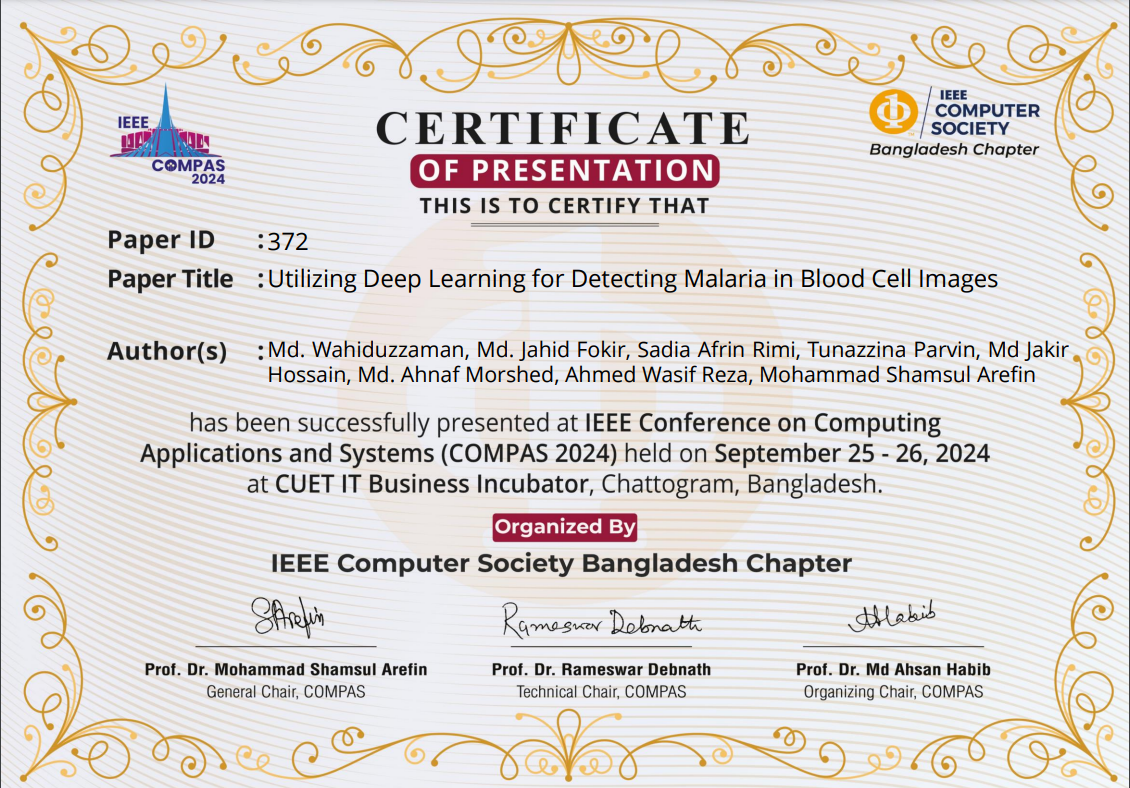 IEEE
COMPAS
2024
IEEE
COMPUTER
SOCIETY
Bangladesh Chapter
CERTIFICATE
OF PRESENTATION
THIS IS TO CERTIFY THAT
Paper ID : 372
Paper Title : Utilizing Deep Learning for Detecting Malaria in Blood Cell Images
Author(s) : Md. Wahiduzzaman, Md. Jahid Fokir, Sadia Afrin Rimi, Tunazzina Parvin, Md Jakir
Hossain, Md. Ahnaf Morshed, Ahmed Wasif Reza, Mohammad Shamsul Arefin
has been successfully presented at IEEE Conference on Computing
Applications and Systems (COMPAS 2024) held on September 25 - 26, 2024
at CUET IT Business Incubator, Chattogram, Bangladesh.
Organized By
IEEE Computer Society Bangladesh Chapter
SArefin Rameswar Debnath AHabib
Prof. Dr. Mohammad Shamsul Arefin Prof. Dr. Rameswar Debnath Prof. Dr. Md Ahsan Habib
General Chair, COMPAS Technical Chair, COMPAS Organizing Chair, COMPAS